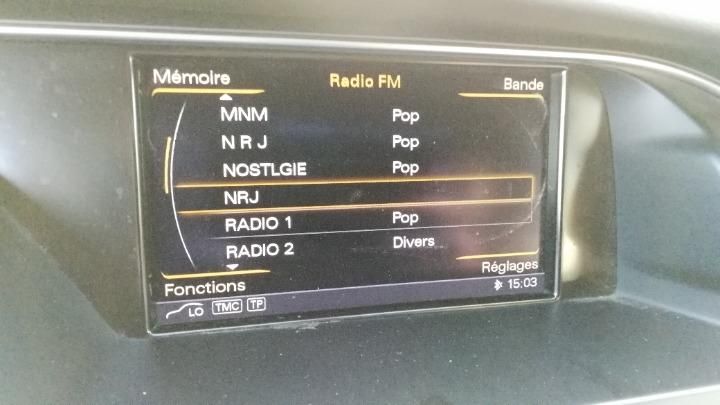 Mémoire Radio FM Bande
MNM Pop
N R J Pop
NOSTLGIE Pop
NRJ
RADIO 1 Pop
RADIO 2 Divers
Fonctions Réglages
LO TMC TP 15:03